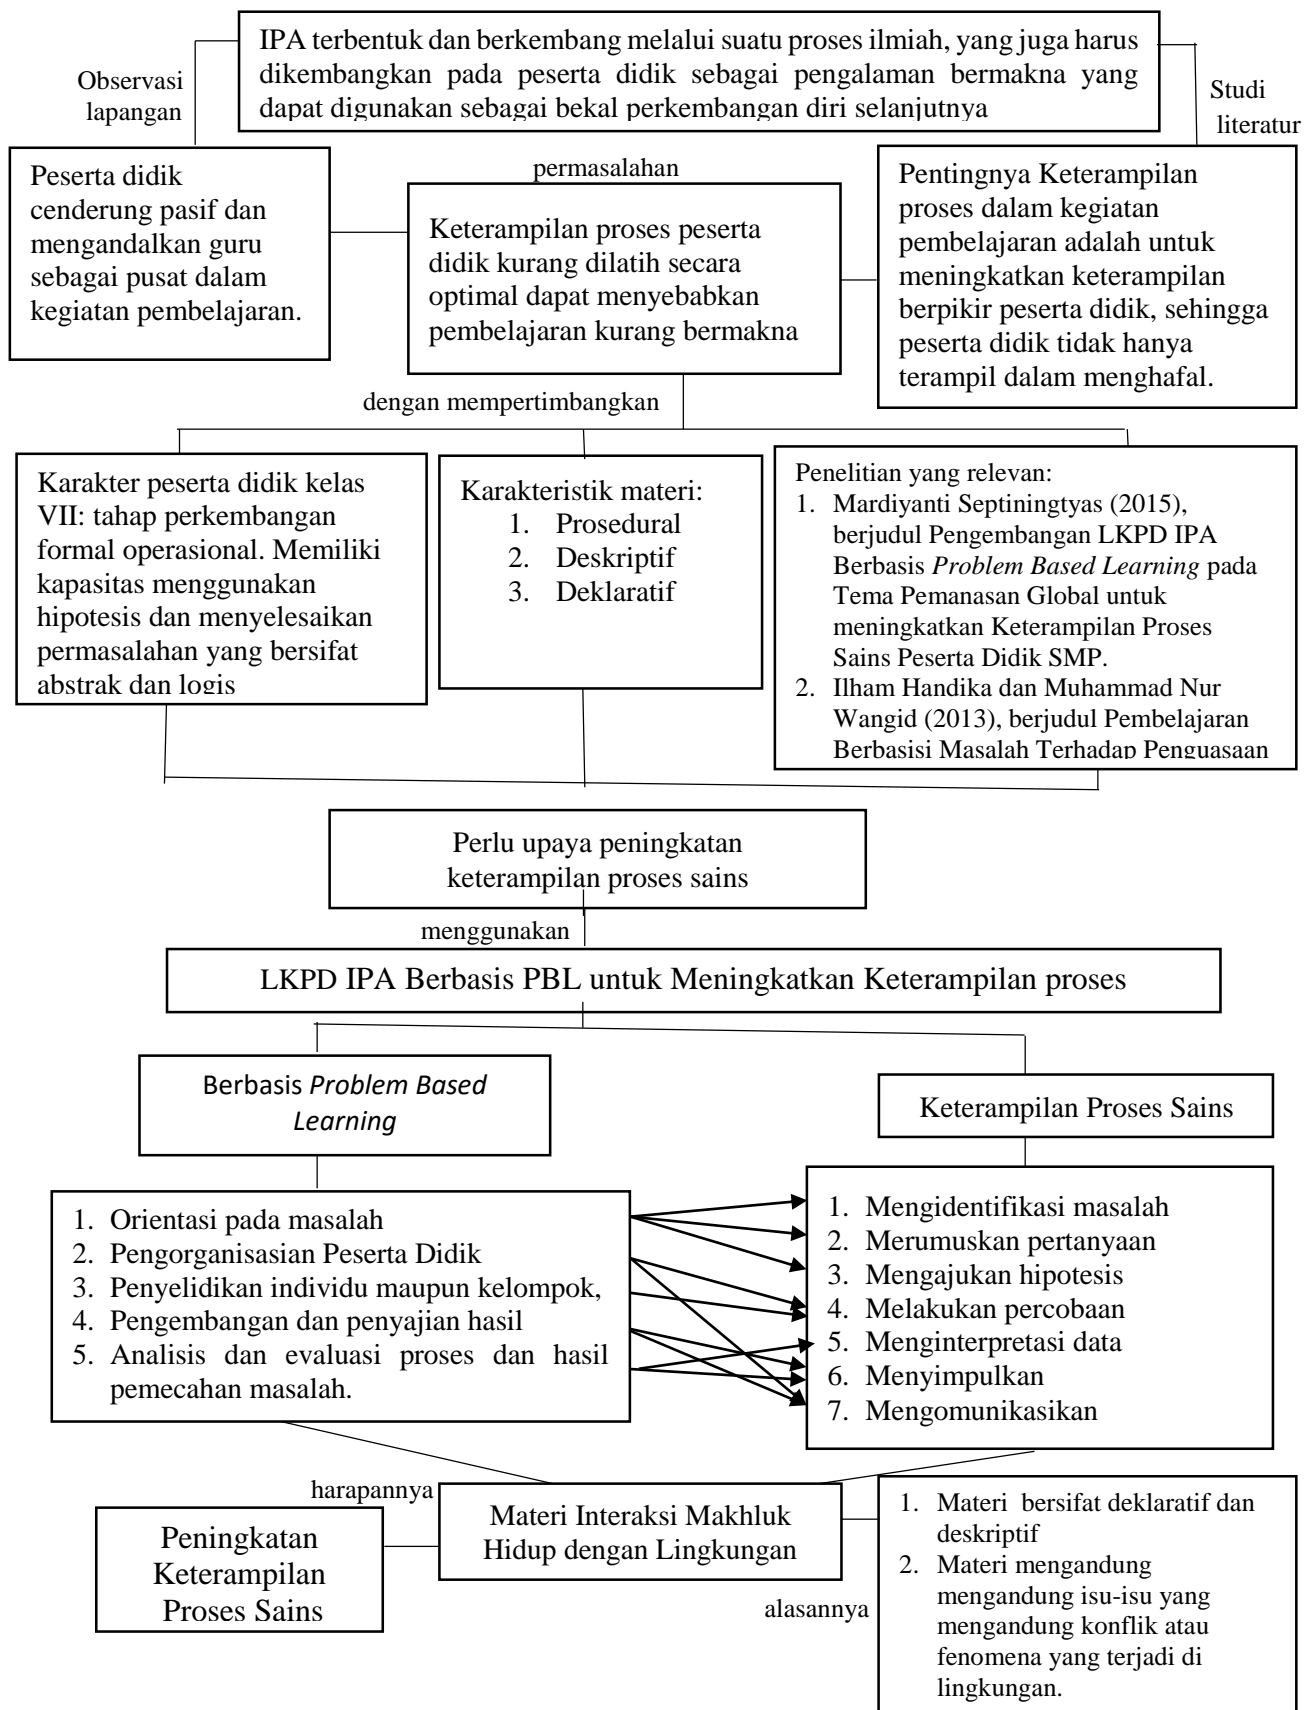 IPA terbentuk dan berkembang melalui suatu proses ilmiah, yang juga harus
dikembangkan pada peserta didik sebagai pengalaman bermakna yang
dapat digunakan sebagai bekal perkembangan diri selanjutnya
Observasi
lapangan
Studi
literatur
Peserta didik
cenderung pasif dan
mengandalkan guru
sebagai pusat dalam
kegiatan pembelajaran.
permasalahan
Keterampilan proses peserta
didik kurang dilatih secara
optimal dapat menyebabkan
pembelajaran kurang bermakna
Pentingnya Keterampilan
proses dalam kegiatan
pembelajaran adalah untuk
meningkatkan keterampilan
berpikir peserta didik, sehingga
peserta didik tidak hanya
terampil dalam menghafal.
dengan mempertimbangkan
Karakter peserta didik kelas
VII: tahap perkembangan
formal operasional. Memiliki
kapasitas menggunakan
hipotesis dan menyelesaikan
permasalahan yang bersifat
abstrak dan logis
Karakteristik materi:
1. Prosedural
2. Deskriptif
3. Deklaratif
Penelitian yang relevan:
1. Mardiyanti Septiningtyas (2015),
berjudul Pengembangan LKPD IPA
Berbasis Problem Based Learning pada
Tema Pemanasan Global untuk
meningkatkan Keterampilan Proses
Sains Peserta Didik SMP.
2. Ilham Handika dan Muhammad Nur
Wangid (2013), berjudul Pembelajaran
Berbasisi Masalah Terhadap Penguasaan
Perlu upaya peningkatan
keterampilan proses sains
menggunakan
LKPD IPA Berbasis PBL untuk Meningkatkan Keterampilan proses
Berbasis Problem Based
Learning
Keterampilan Proses Sains
1. Orientasi pada masalah
2. Pengorganisasian Peserta Didik
3. Penyelidikan individu maupun kelompok,
4. Pengembangan dan penyajian hasil
5. Analisis dan evaluasi proses dan hasil
pemecahan masalah.
1. Mengidentifikasi masalah
2. Merumuskan pertanyaan
3. Mengajukan hipotesis
4. Melakukan percobaan
5. Menginterpretasi data
6. Menyimpulkan
7. Mengomunikasikan
harapannya
Peningkatan
Keterampilan
Proses Sains
Materi Interaksi Makhluk
Hidup dengan Lingkungan
alasannya
1. Materi bersifat deklaratif dan
deskriptif
2. Materi mengandung
mengandung isu-isu yang
mengandung konflik atau
fenomena yang terjadi di
lingkungan.